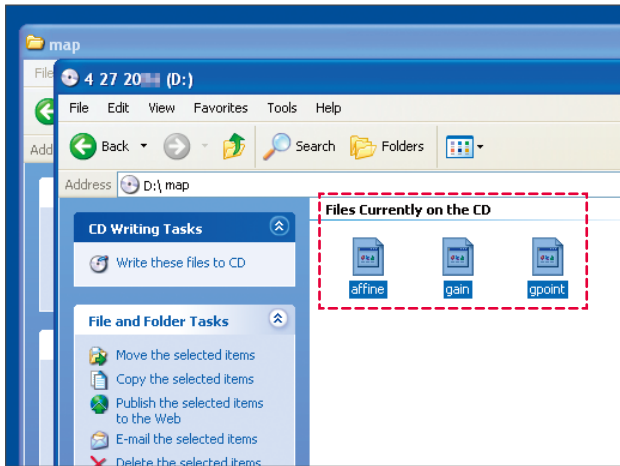 map
File
Add
4 27 20 (D:)
File Edit View Favorites Tools Help
Back Search Folders
Address D:\ map
CD Writing Tasks
Write these files to CD
File and Folder Tasks
Move the selected items
Copy the selected items
Publish the selected items
to the Web
E-mail the selected items
Delete the selected items
Files Currently on the CD
affine gain gpoint